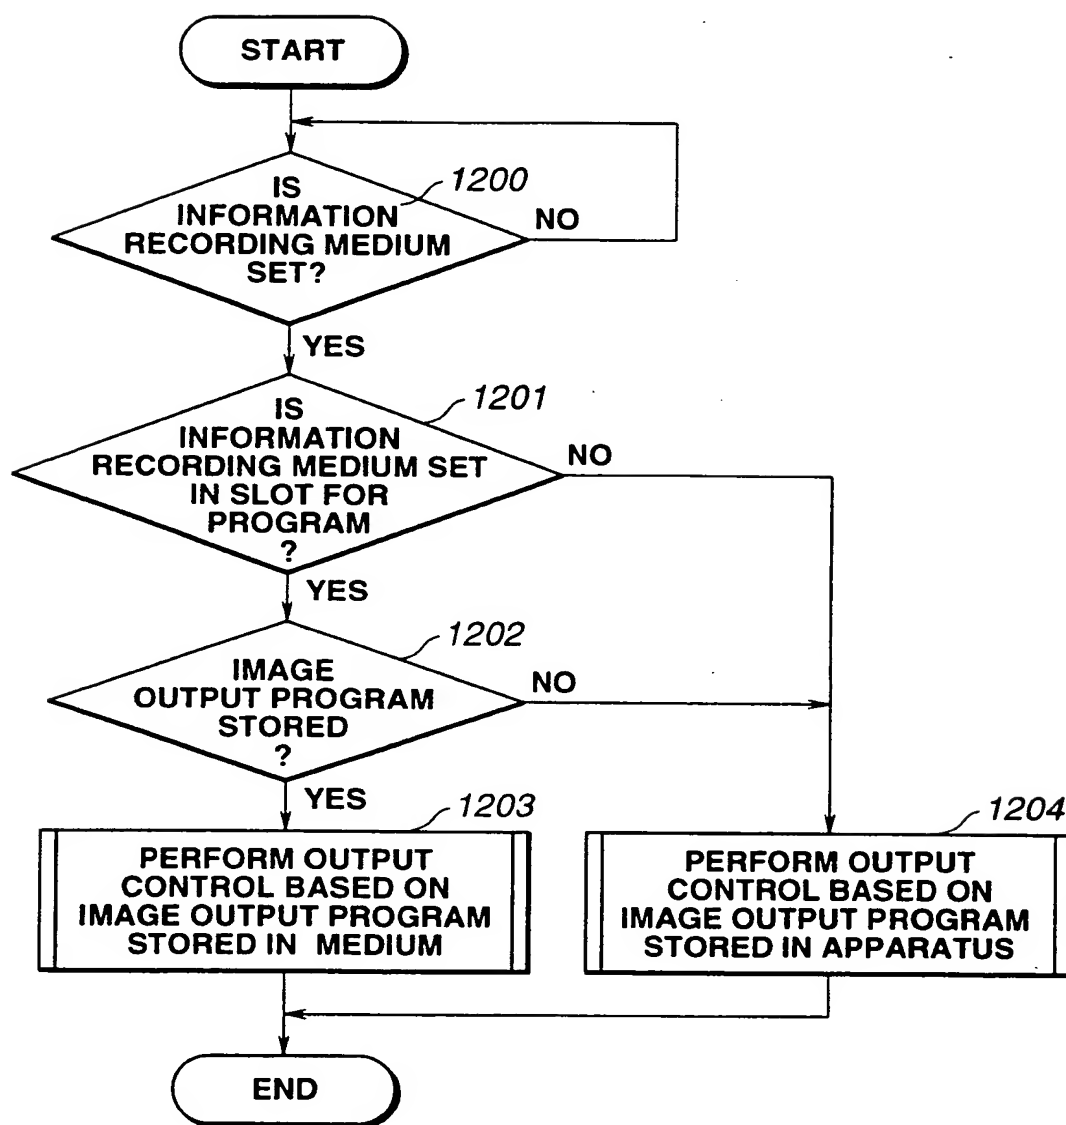 START
1200
IS
INFORMATION
RECORDING MEDIUM
SET?
NO
YES
1201
IS
INFORMATION
RECORDING MEDIUM SET
IN SLOT FOR
PROGRAM
?
NO
YES
1202
IMAGE
OUTPUT PROGRAM
STORED
?
NO
YES
1203
PERFORM OUTPUT
CONTROL BASED ON
IMAGE OUTPUT PROGRAM
STORED IN MEDIUM
1204
PERFORM OUTPUT
CONTROL BASED ON
IMAGE OUTPUT PROGRAM
STORED IN APPARATUS
END